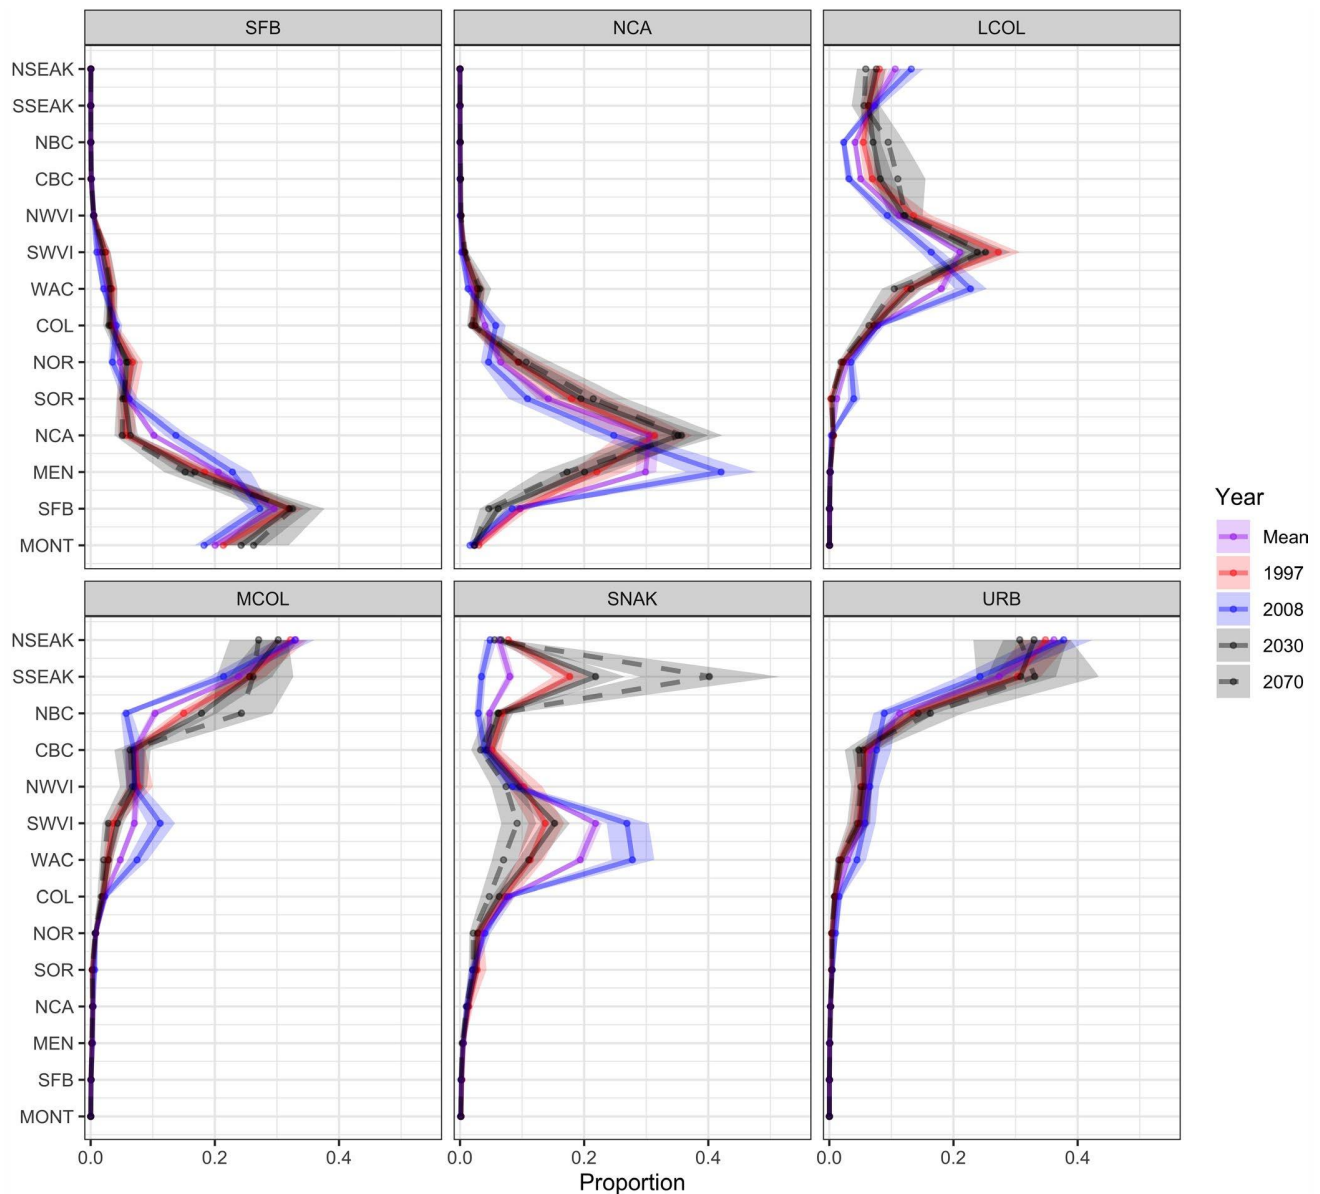 SFB NCA LCOL
NSEAK
SSEAK
NBC
CBC
NWVI
SWVI
WAC
COL
NOR
SOR
NCA
MEN
SFB
MONT
MCOL SNAK URB
NSEAK
SSEAK
NBC
CBC
NWVI
SWVI
WAC
COL
NOR
SOR
NCA
MEN
SFB
MONT
0.0 0.2 0.4 0.0 0.2 0.4 0.0 0.2 0.4
Proportion
Year
Mean
1997
2008
2030
2070